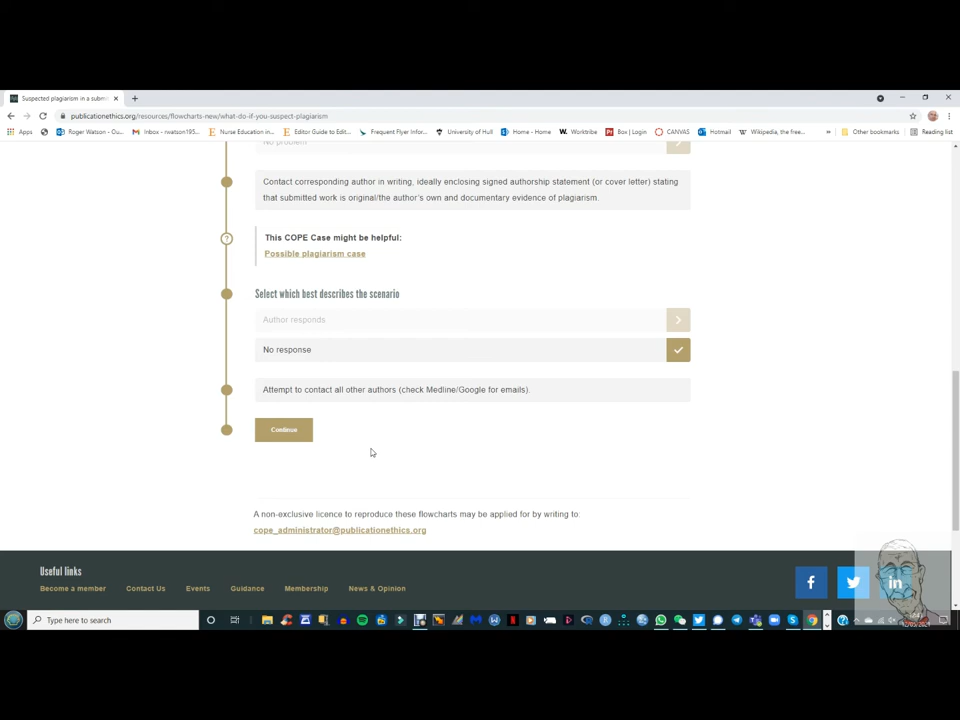 Suspected plagiarism in a subm
publicationethics.org/resources/flowcharts-new/what-do-if-you-suspect-plagiarism
Apps Roger Watson - Ou... Inbox - rwatson195... Nurse Education in... Editor Guide to Edit... Frequent Flyer Infor... University of Hull Home - Home Worktribe Box | Login CANVAS Hotmail Wikipedia, the free... » Other bookmarks Reading list
No problem
Contact corresponding author in writing, ideally enclosing signed authorship statement (or cover letter) stating
that submitted work is original/the author's own and documentary evidence of plagiarism.
?
This COPE Case might be helpful:
Possible plagiarism case
Select which best describes the scenario
Author responds
No response
Attempt to contact all other authors (check Medline/Google for emails).
Continue
A non-exclusive licence to reproduce these flowcharts may be applied for by writing to:
cope_administrator@publicationethics.org
Useful links
Become a member Contact Us Events Guidance Membership News & Opinion
Type here to search